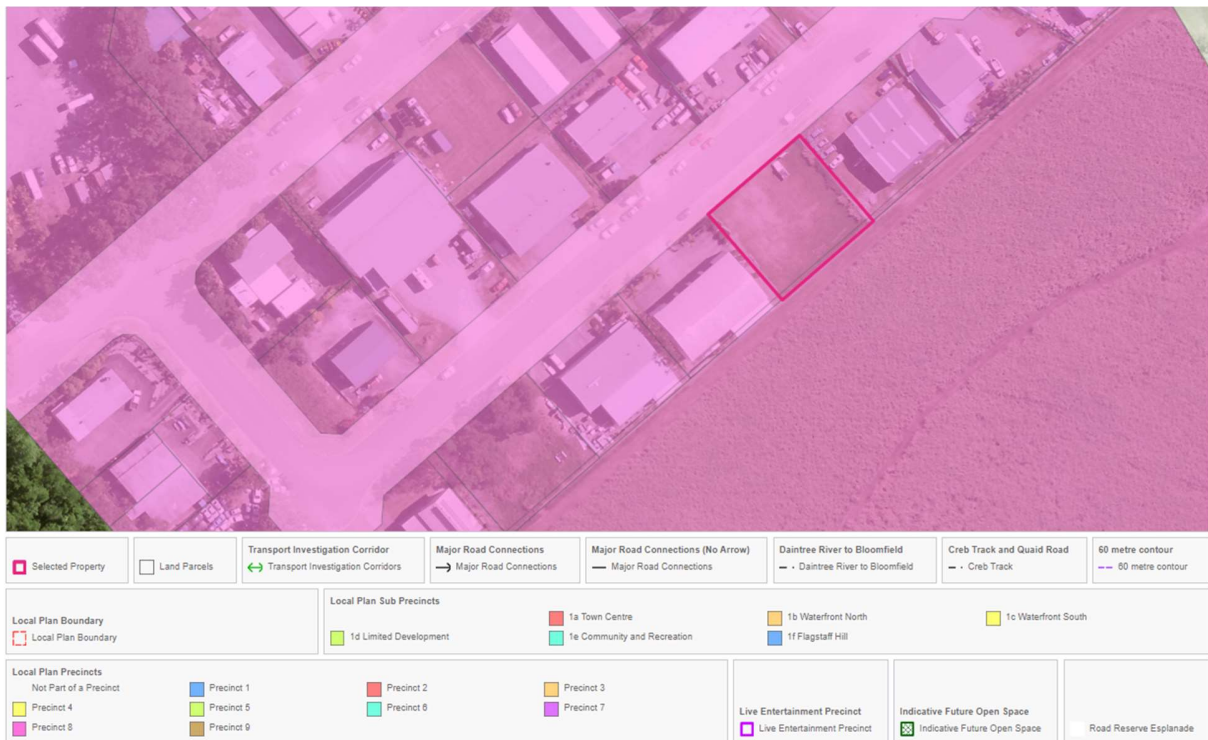 Selected Property
Land Parcels
Transport Investigation Corridor
Transport Investigation Corridors
Major Road Connections
Major Road Connections
Major Road Connections (No Arrow)
Major Road Connections
Daintree River to Bloomfield
Daintree River to Bloomfield
Creb Track and Quaid Road
Creb Track
60 metre contour
60 metre contour
Local Plan Boundary
Local Plan Boundary
Local Plan Sub Precincts
1a Town Centre
1b Waterfront North
1c Waterfront South
1d Limited Development
1e Community and Recreation
1f Flagstaff Hill
Local Plan Precincts
Not Part of a Precinct
Precinct 1
Precinct 2
Precinct 3
Precinct 4
Precinct 5
Precinct 6
Precinct 7
Precinct 8
Precinct 9
Live Entertainment Precinct
Live Entertainment Precinct
Indicative Future Open Space
Indicative Future Open Space
Road Reserve Esplanade